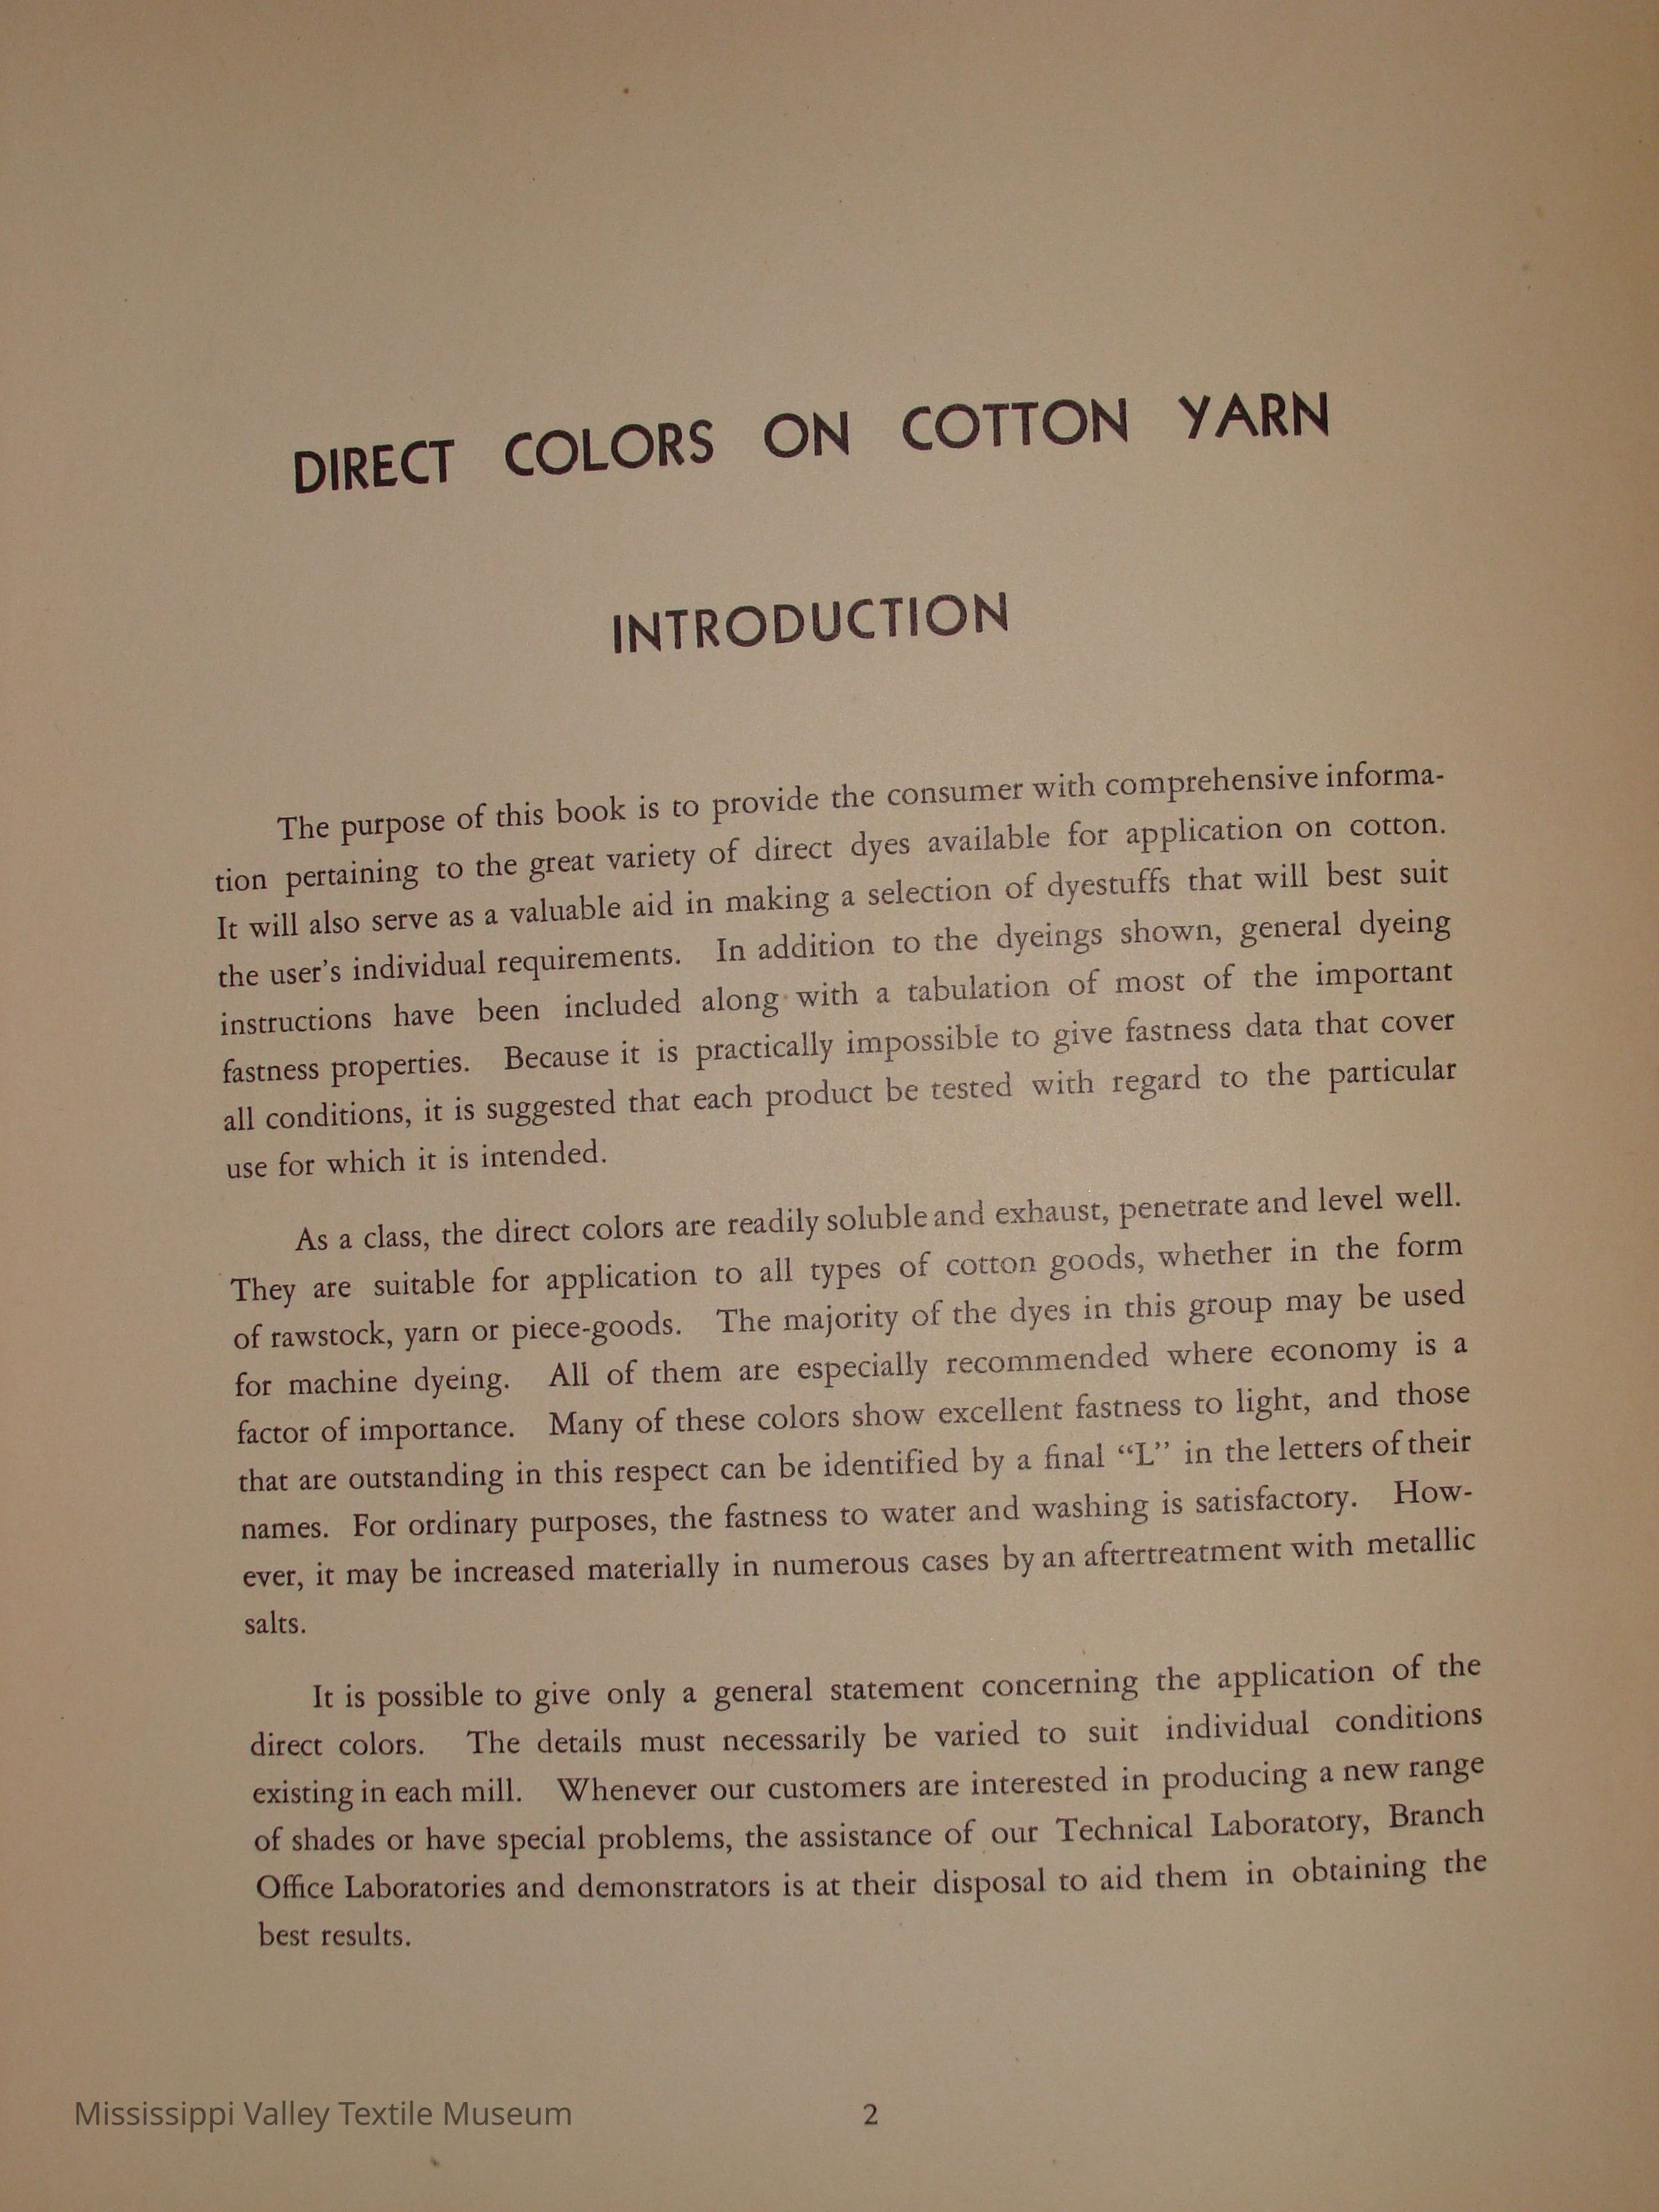 DIRECT COLORS ON COTTON YARN
INTRODUCTION
The purpose of this book is to provide the consumer with comprehensive informa-
tion pertaining to the great variety of direct dyes available for application on cotton.
It will also serve as a valuable aid in making a selection of dyestuffs that will best suit
the user's individual requirements. In addition to the dyeings shown, general dyeing
instructions have been included along with a tabulation of most of the important
fastness properties. Because it is practically impossible to give fastness data that cover
all conditions, it is suggested that each product be tested with regard to the particular
use for which it is intended.
As a class, the direct colors are readily soluble and exhaust, penetrate and level well.
They are suitable for application to all types of cotton goods, whether in the form
of rawstock, yarn or piece-goods. The majority of the dyes in this group may be used
for machine dyeing. All of them are especially recommended where economy is a
factor of importance. Many of these colors show excellent fastness to light, and those
that are outstanding in this respect can be identified by a final “L” in the letters of their
names. For ordinary purposes, the fastness to water and washing is satisfactory. How-
ever, it may be increased materially in numerous cases by an aftertreatment with metallic
salts.
It is possible to give only a general statement concerning the application of the
direct colors. The details must necessarily be varied to suit individual conditions
existing in each mill. Whenever our customers are interested in producing a new range
of shades or have special problems, the assistance of our Technical Laboratory, Branch
Office Laboratories and demonstrators is at their disposal to aid them in obtaining the
best results.
Mississippi Valley Textile Museum
2